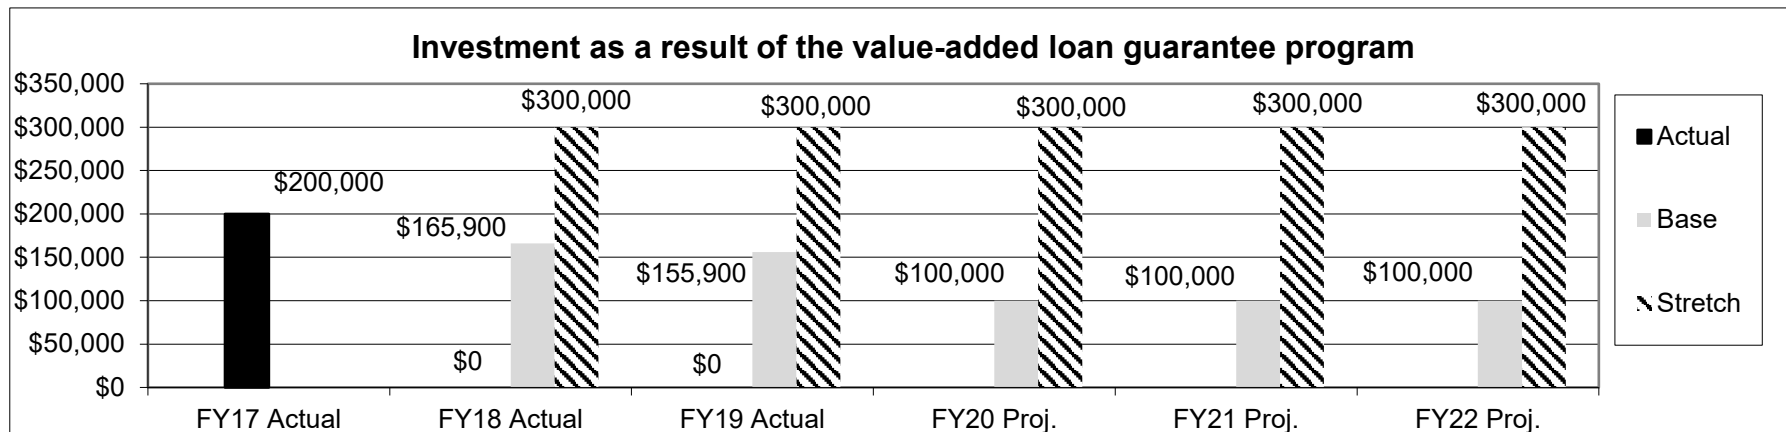 Investment as a result of the value-added loan guarantee program
$350,000
$300,000
$250,000
$200,000
$150,000
$100,000
$50,000
$0
$200,000
$0
$165,900
$300,000
$0
$155,900
$300,000
$100,000
$300,000
$100,000
$300,000
$100,000
$300,000
FY17 Actual
FY18 Actual
FY19 Actual
FY20 Proj.
FY21 Proj.
FY22 Proj.
Actual
Base
Stretch